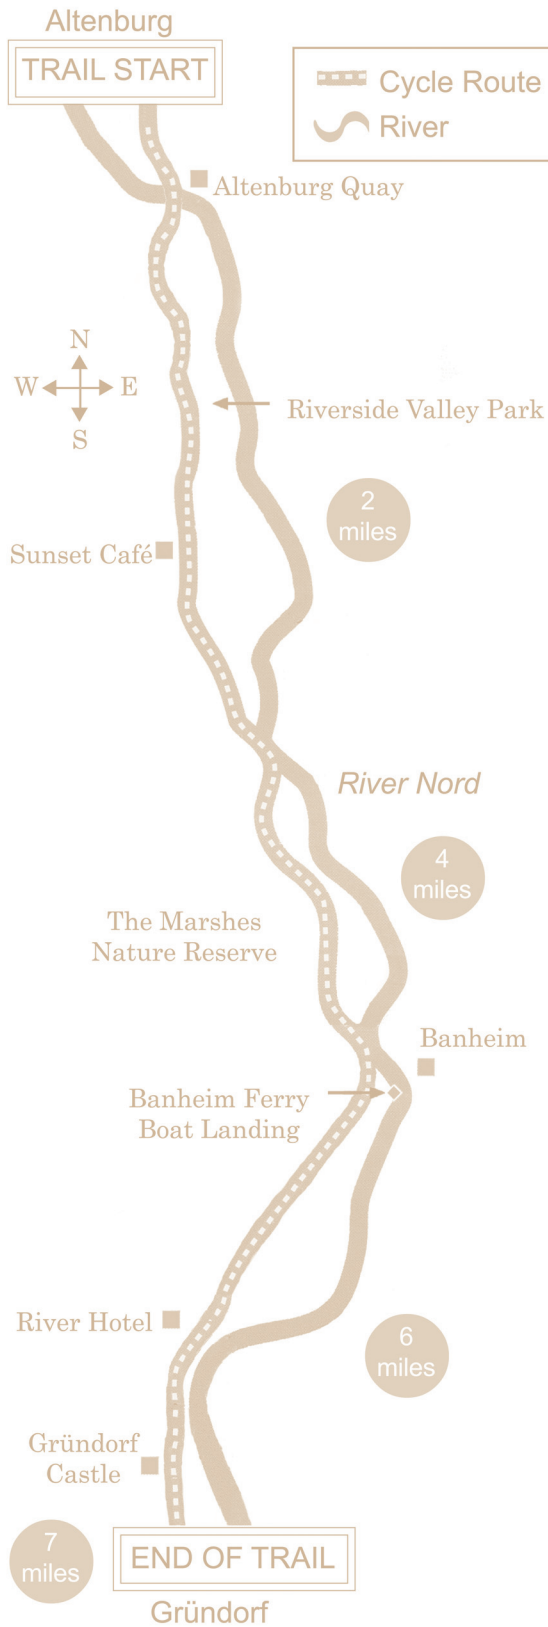 Altenburg
TRAIL START
Cycle Route
River
Altenburg Quay
N
W E
S
Riverside Valley Park
2
miles
Sunset Café
River Nord
4
miles
The Marshes
Nature Reserve
Banheim
Banheim Ferry
Boat Landing
River Hotel
6
miles
Gründorf
Castle
7
miles
END OF TRAIL
Gründorf